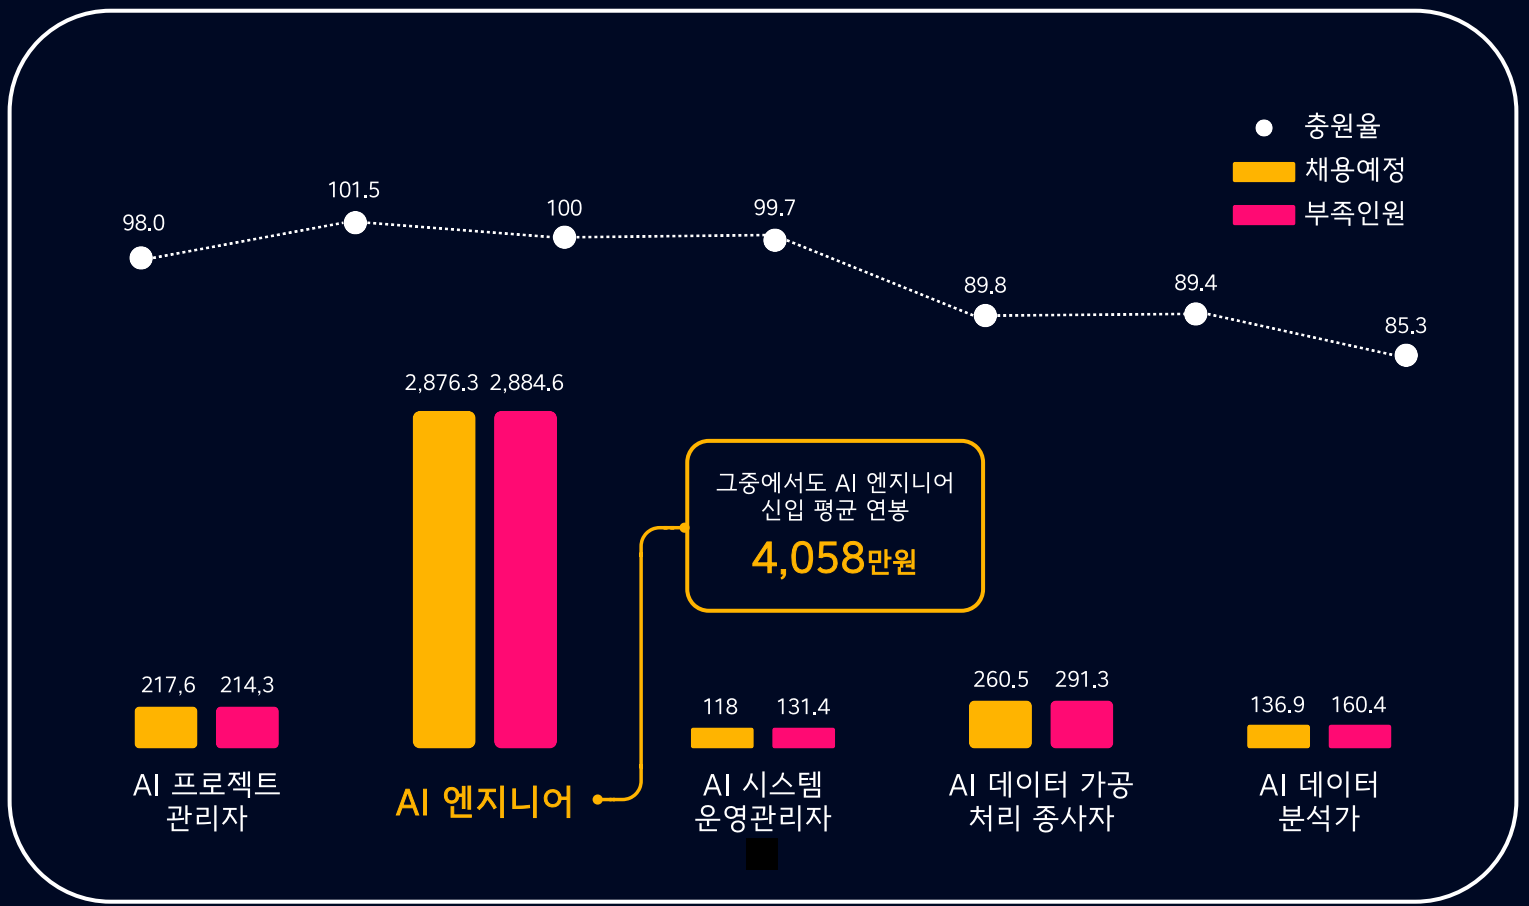 충원율
채용예정
부족인원
98.0
101.5
100
99.7
89.8
89.4
85.3
2,876.3 2,884.6
그중에서도 AI 엔지니어
신입 평균 연봉
4,058만원
217,6 214,3
118 131.4
260.5 291.3
136.9 160.4
AI 프로젝트
관리자
AI 엔지니어
AI 시스템
운영관리자
AI 데이터 가공
처리 종사자
AI 데이터
분석가